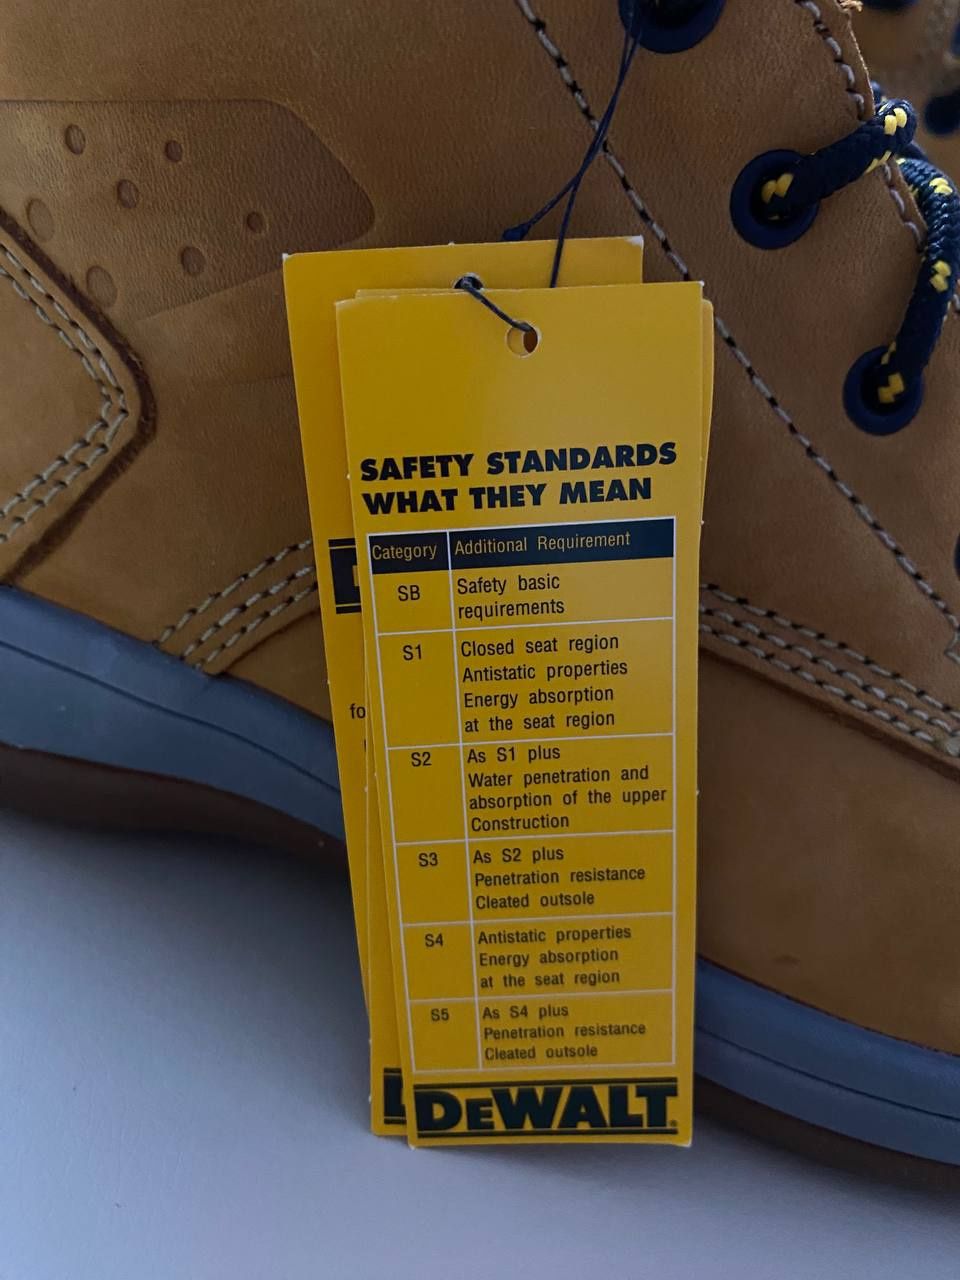 SAFETY STANDARDS
WHAT THEY MEAN
Category Additional Requirement
SB Safety basic
requirements
S1 Closed seat region
Antistatic properties
Energy absorption
at the seat region
S2 As S1 plus
Water penetration and
absorption of the upper
Construction
S3 As S2 plus
Penetration resistance
Cleated outsole
S4 Antistatic properties
Energy absorption
at the seat region
S5 As S4 plus
Penetration resistance
Cleated outsole
DEWALT®
fo